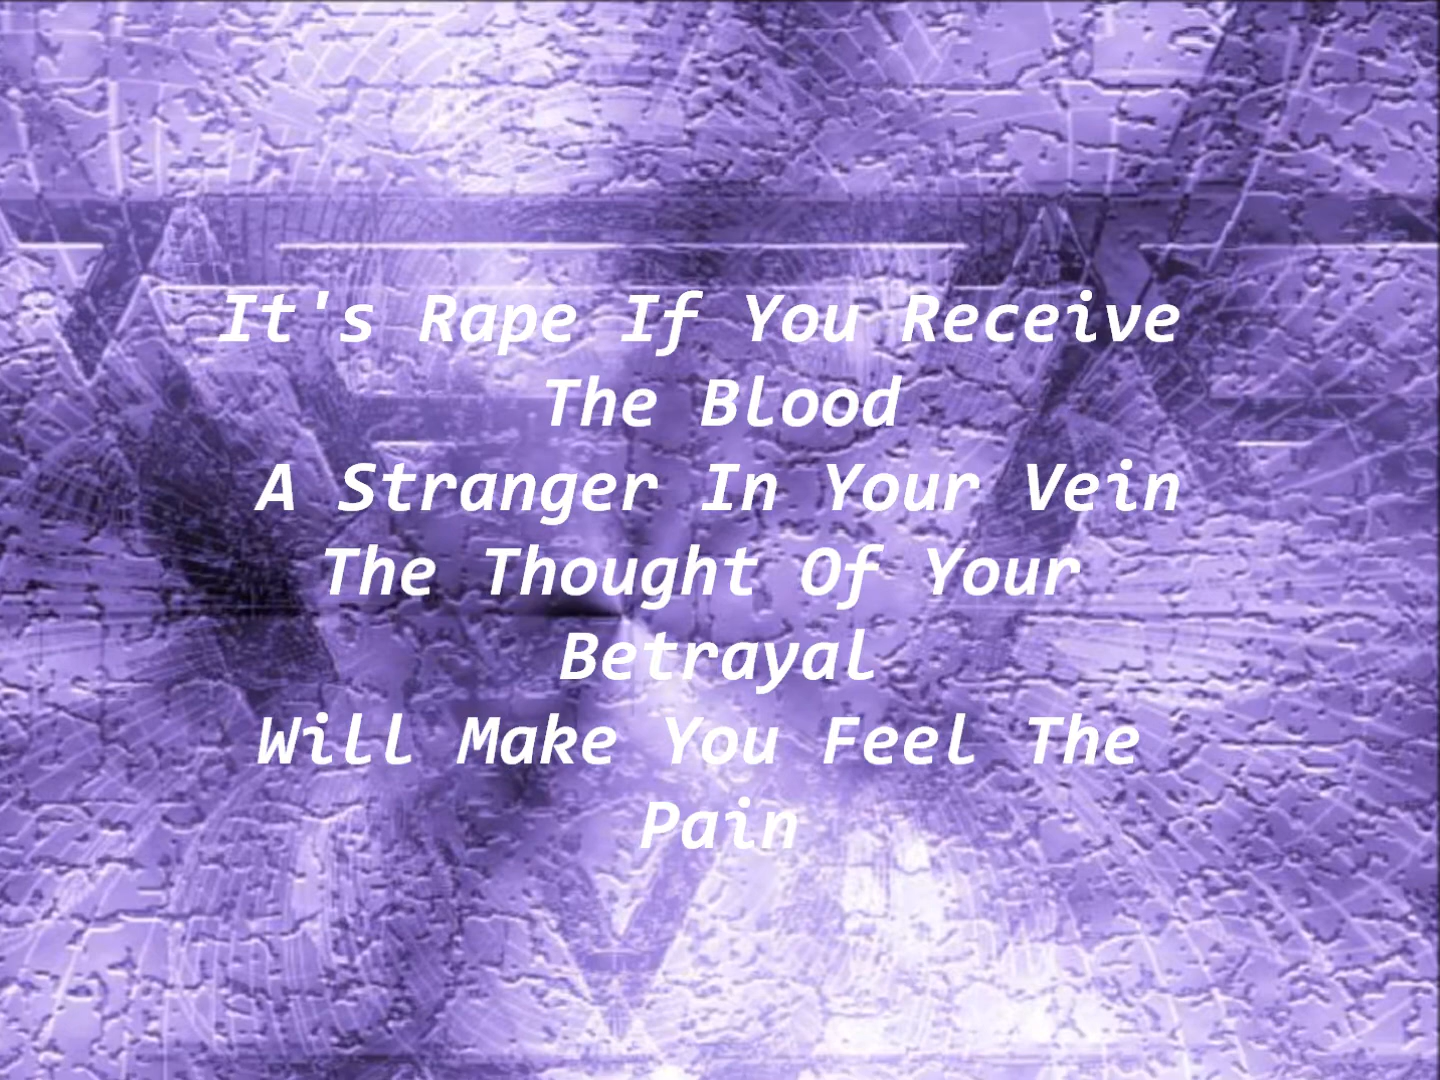 It's Rape If You Receive
The Blood
A Stranger In Your Vein
The Thought Of Your
Betrayal
Will Make You Feel The
Pain